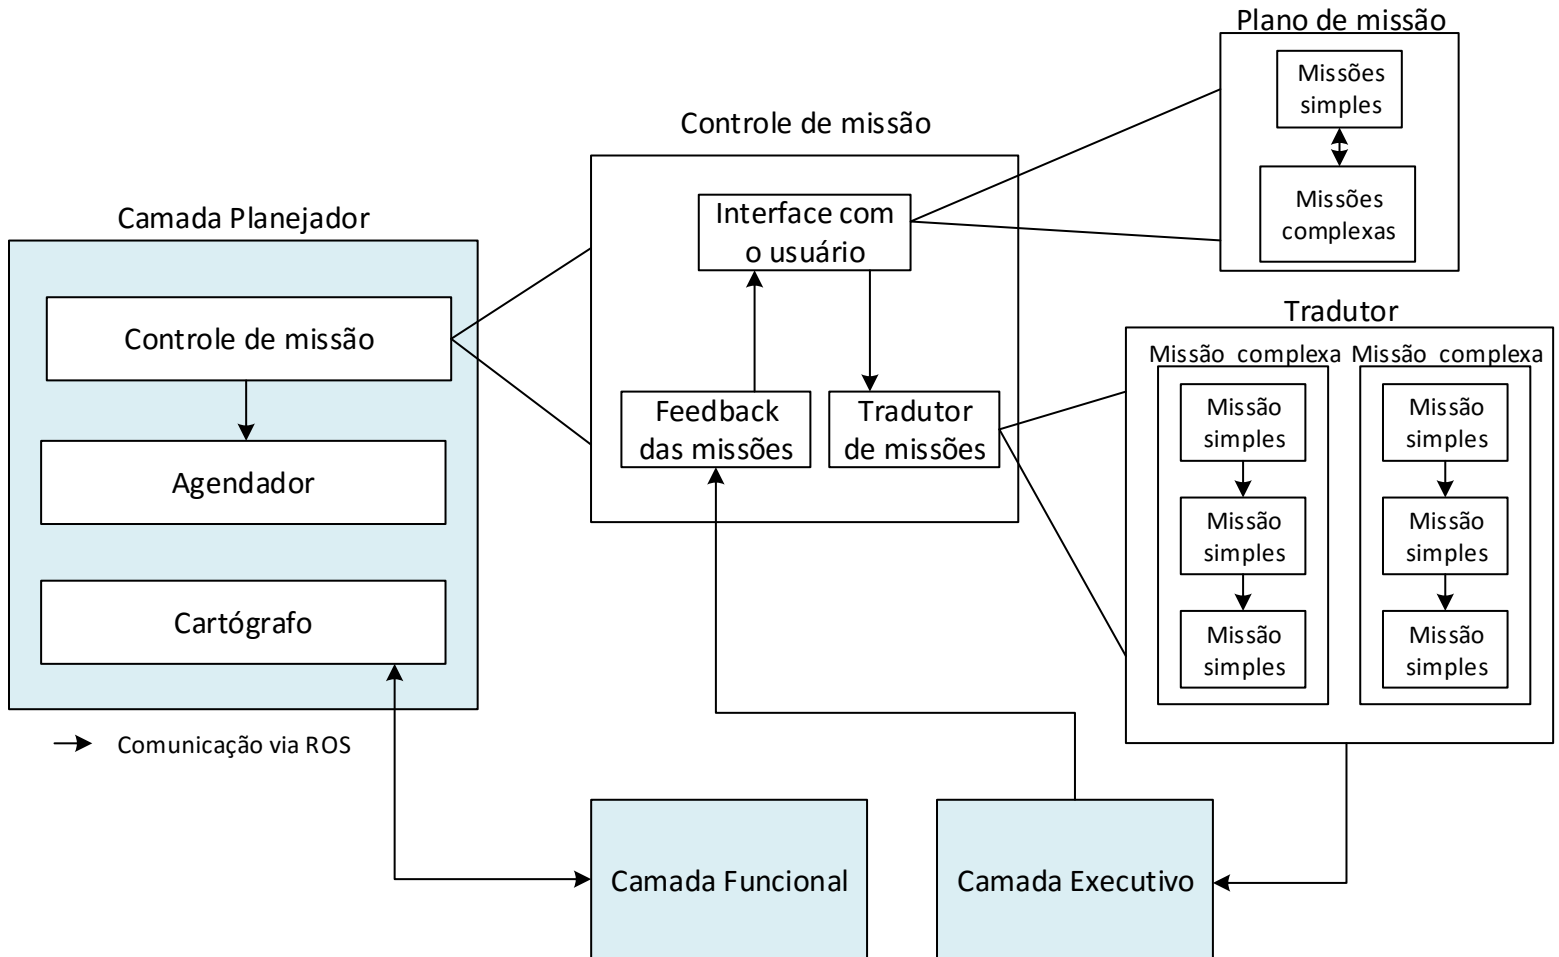 Plano de missão
Missões
simples
Missões
complexas
Controle de missão
Interface com
o usuário
Feedback
das missões
Tradutor
de missões
Camada Planejador
Controle de missão
Agendador
Cartógrafo
Comunicação via ROS
Tradutor
Missão complexa
Missão
simples
Missão
simples
Missão
simples
Missão complexa
Missão
simples
Missão
simples
Missão
simples
Camada Funcional
Camada Executivo